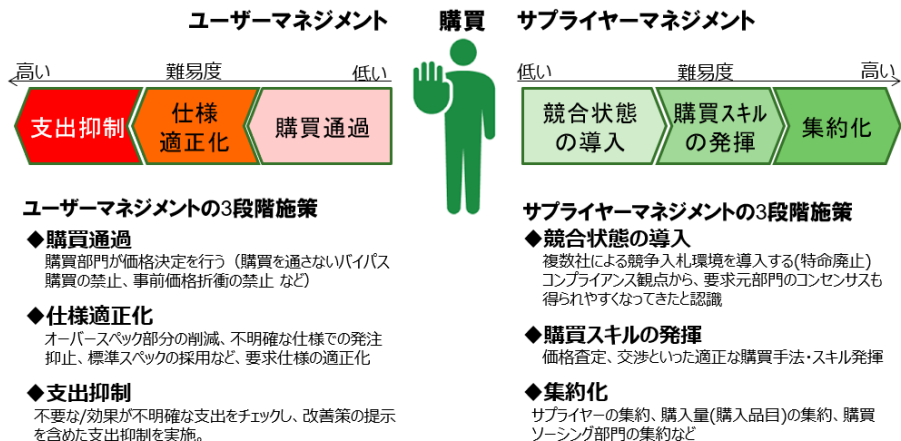 ユーザーマネジメント 購買 サプライヤーマネジメント
高い 難易度 低い
低い 難易度 高い
支出抑制
仕様
適正化
購買通過
競合状態
の導入
購買スキル
の発揮
集約化
ユーザーマネジメントの3段階施策
◆購買通過
購買部門が価格決定を行う（購買を通さないバイパス
購買の禁止、事前価格折衝の禁止 など）
◆仕様適正化
オーバースペック部分の削減、不明確な仕様での発注
抑止、標準スペックの採用など、要求仕様の適正化
◆支出抑制
不要な/効果が不明確な支出をチェックし、改善策の提示
を含めた支出抑制を実施。
サプライヤーマネジメントの3段階施策
◆競合状態の導入
複数社による競争入札環境を導入する(特命廃止)
コンプライアンス観点から、要求元部門のコンセンサスも
得られやすくなってきたと認識
◆購買スキルの発揮
価格査定、交渉といった適正な購買手法・スキル発揮
◆集約化
サプライヤーの集約、購入量(購入品目)の集約、購買
ソーシング部門の集約など